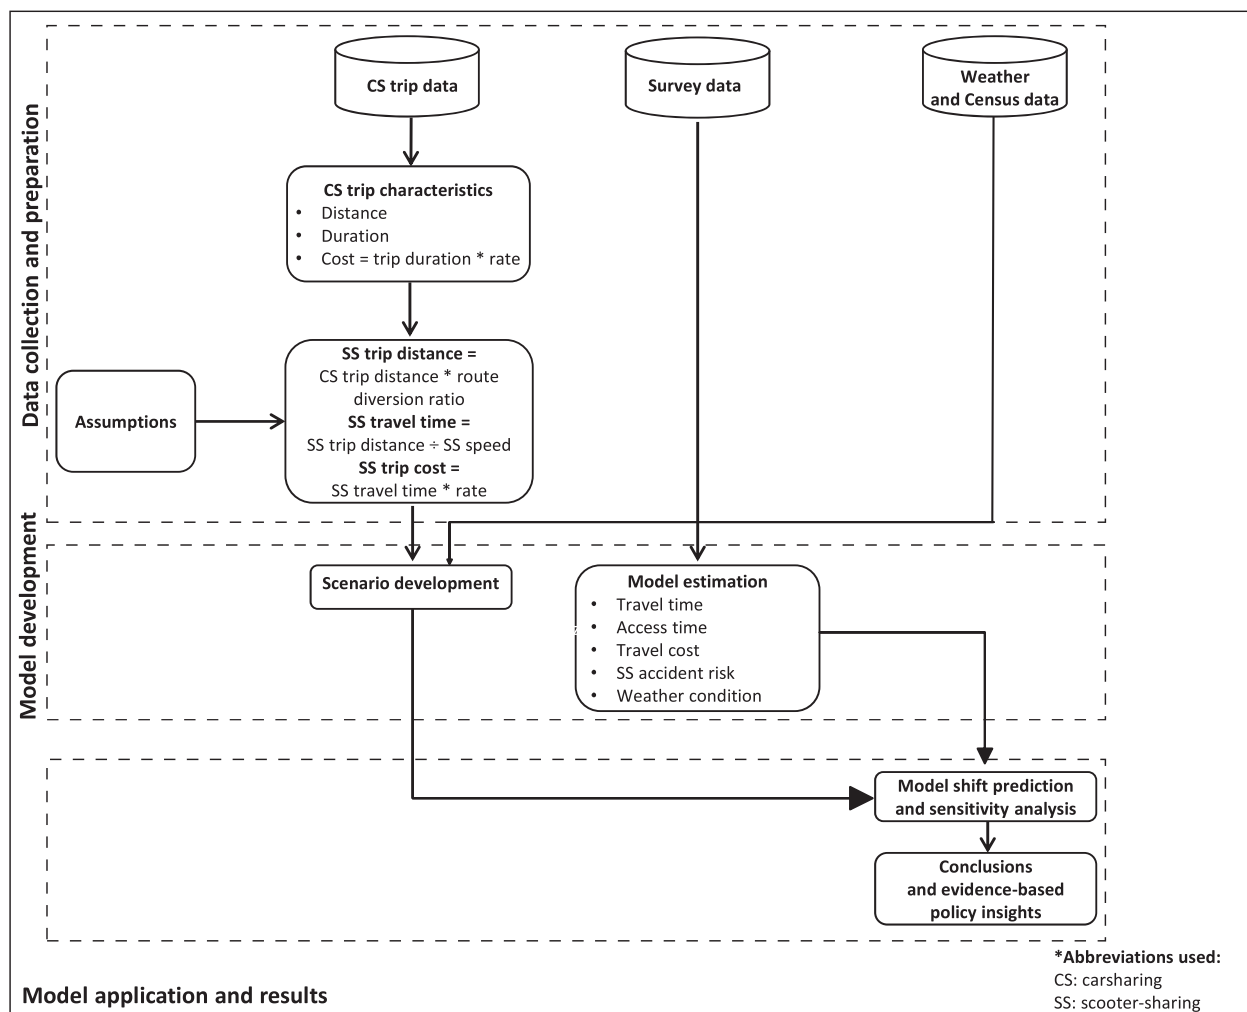 CS trip data
Survey data
Weather
and Census data
Data collection and preparation
CS trip characteristics
• Distance
• Duration
• Cost = trip duration * rate
Assumptions
SS trip distance =
CS trip distance * route
diversion ratio
SS travel time =
SS trip distance ÷ SS speed
SS trip cost =
SS travel time * rate
Model development
Scenario development
Model estimation
• Travel time
• Access time
• Travel cost
• SS accident risk
• Weather condition
Model shift prediction
and sensitivity analysis
Conclusions
and evidence-based
policy insights
Model application and results
*Abbreviations used:
CS: carsharing
SS: scooter-sharing